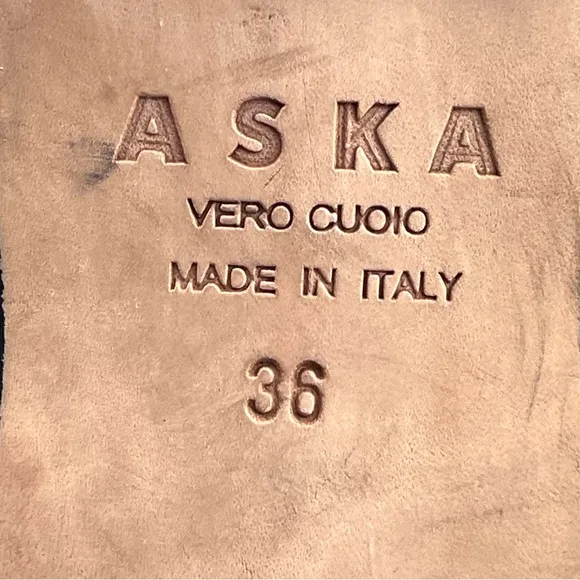 ASKA
VERO CUOIO
MADE IN ITALY
36